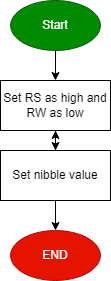 Start
Set RS as high and
RW as low
Set nibble value
END